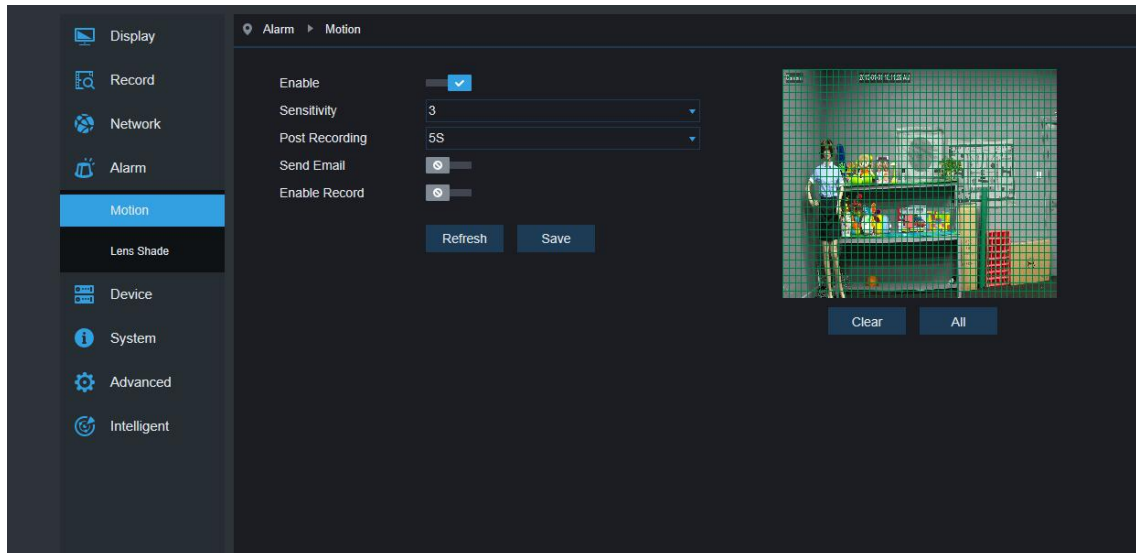 Display
Record
Network
Alarm
Motion
Lens Shade
Device
System
Advanced
Intelligent
Alarm Motion
Enable
Sensitivity 3
Post Recording 5S
Send Email
Enable Record
Refresh Save
Clear All